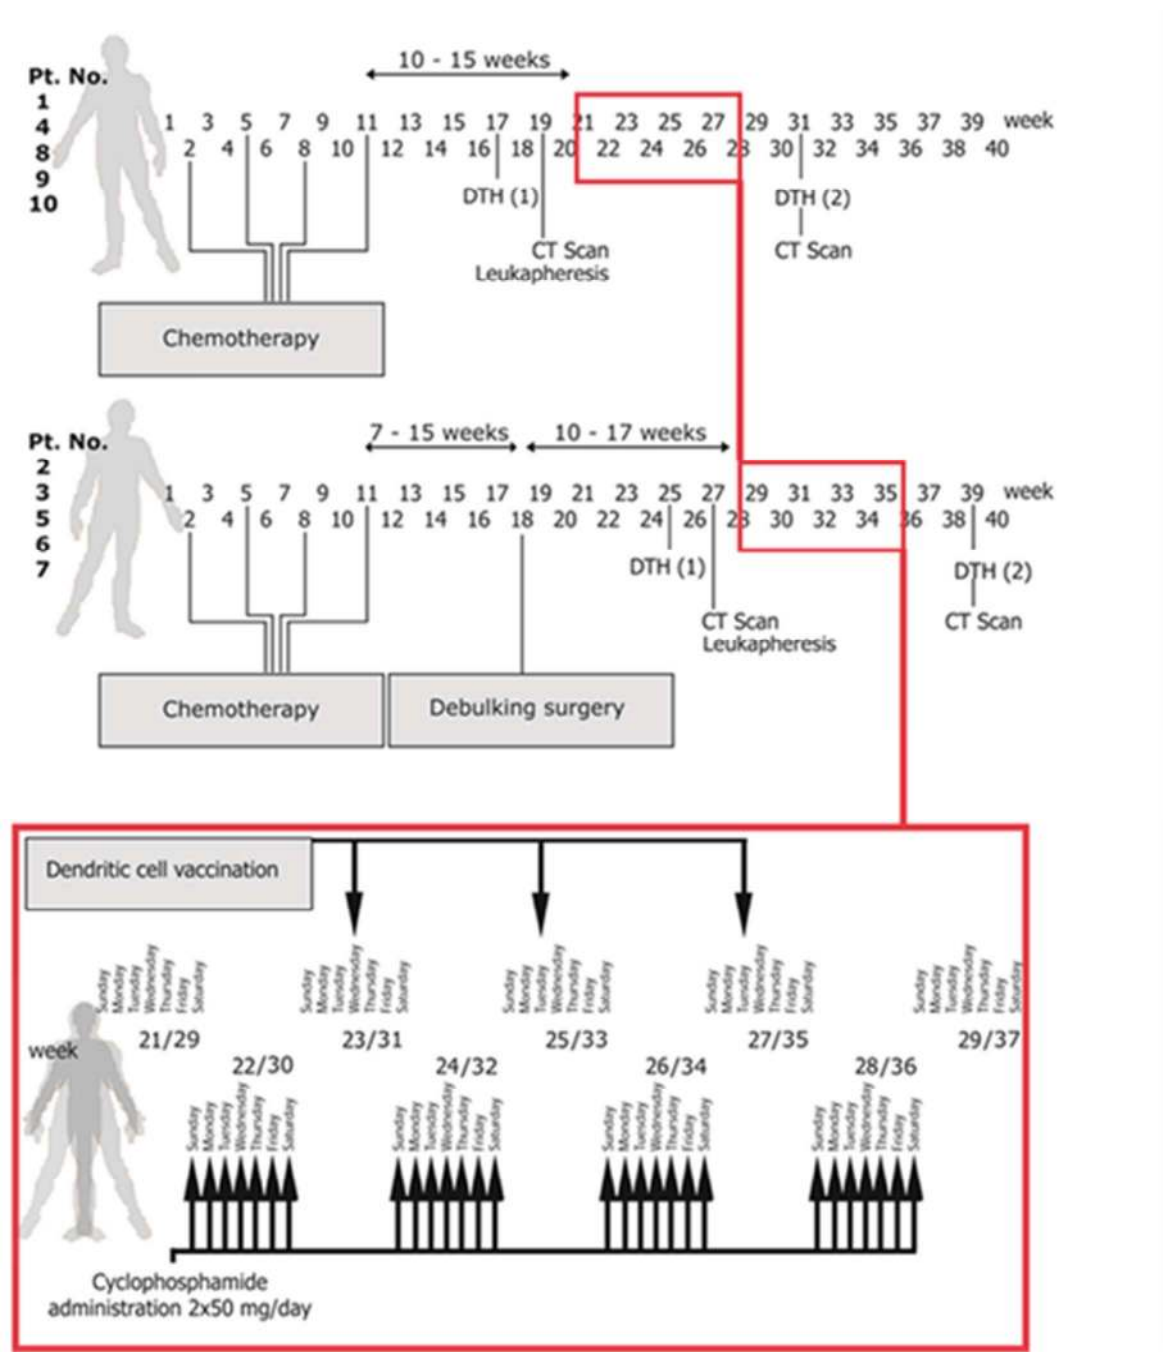 Pt. No.
1
4
8
9
10
10 - 15 weeks
1 3 5 7 9 11 13 15 17 19 21 23 25 27 29 31 33 35 37 39 week
2 4 6 8 10 12 14 16 18 20 22 24 26 28 30 32 34 36 38 40
DTH (1)
DTH (2)
CT Scan
Leukapheresis
CT Scan
Chemotherapy
Pt. No.
2
3
5
6
7
7 - 15 weeks
10 - 17 weeks
1 3 5 7 9 11 13 15 17 19 21 23 25 27 29 31 33 35 37 39 week
2 4 6 8 10 12 14 16 18 20 22 24 26 28 30 32 34 36 38 40
DTH (1)
DTH (2)
CT Scan
Leukapheresis
CT Scan
Chemotherapy
Debulking surgery
Dendritic cell vaccination
Sunday Monday Tuesday Wednesday Thursday Friday Saturday
Sunday Monday Tuesday Wednesday Thursday Friday Saturday
Sunday Monday Tuesday Wednesday Thursday Friday Saturday
Sunday Monday Tuesday Wednesday Thursday Friday Saturday
Sunday Monday Tuesday Wednesday Thursday Friday Saturday
week
21/29 23/31 25/33 27/35 29/37
22/30 24/32 26/34 28/36
Sunday Monday Tuesday Wednesday Thursday Friday Saturday
Sunday Monday Tuesday Wednesday Thursday Friday Saturday
Sunday Monday Tuesday Wednesday Thursday Friday Saturday
Sunday Monday Tuesday Wednesday Thursday Friday Saturday
Cyclophosphamide
administration 2x50 mg/day